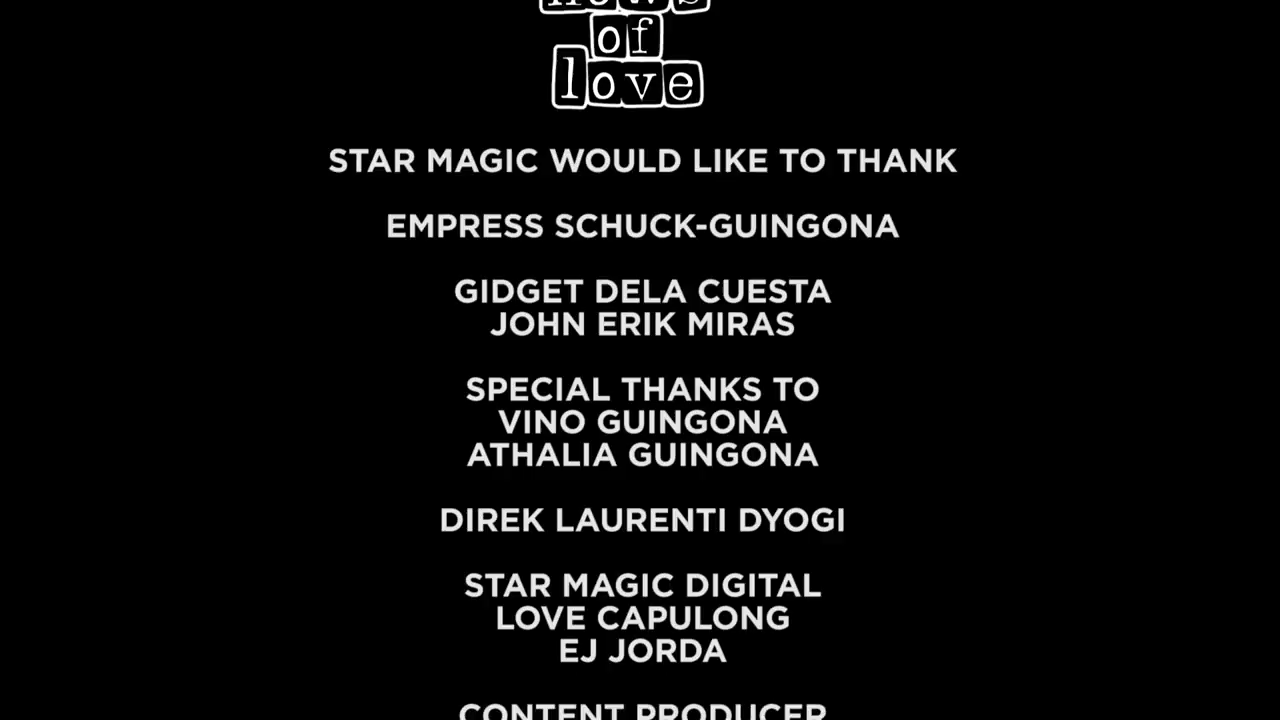 of
love
STAR MAGIC WOULD LIKE TO THANK
EMPRESS SCHUCK-GUINGONA
GIDGET DELA CUESTA
JOHN ERIK MIRAS
SPECIAL THANKS TO
VINO GUINGONA
ATHALIA GUINGONA
DIREK LAURENTI DYOGI
STAR MAGIC DIGITAL
LOVE CAPULONG
EJ JORDA
CONTENT PRODUCER